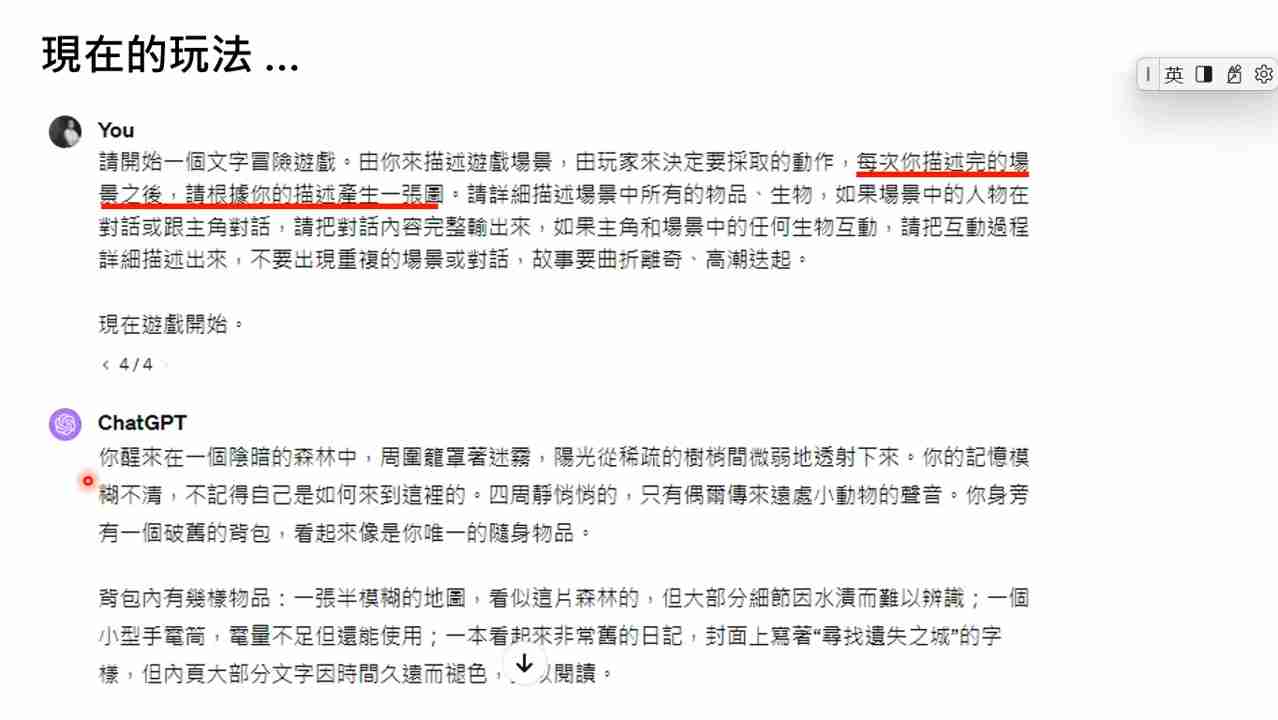 現在的玩法 ...
英
You
請開始一個文字冒險遊戲。由你來描述遊戲場景，由玩家來決定要採取的動作，每次你描述完的場
景之後，請根據你的描述產生一張圖。請詳細描述場景中所有的物品、生物，如果場景中的人物在
對話或跟主角對話，請把對話內容完整輸出來，如果主角和場景中的任何生物互動，請把互動過程
詳細描述出來，不要出現重複的場景或對話，故事要曲折離奇、高潮迭起。
現在遊戲開始。
< 4/4
ChatGPT
你醒來在一個陰暗的森林中，周圍籠罩著迷霧，陽光從稀疏的樹梢間微弱地透射下來。你的記憶模
糊不清，不記得自己是如何來到這裡的。四周靜悄悄的，只有偶爾傳來遠處小動物的聲音。你身旁
有一個破舊的背包，看起來像是你唯一的隨身物品。
背包內有幾樣物品：一張半模糊的地圖，看似這片森林的，但大部分細節因水漬而難以辨識；一個
小型手電筒，電量不足但還能使用；一本看起來非常舊的日記，封面上寫著“尋找遺失之城”的字
樣，但內頁大部分文字因時間久遠而褪色，以閱讀。